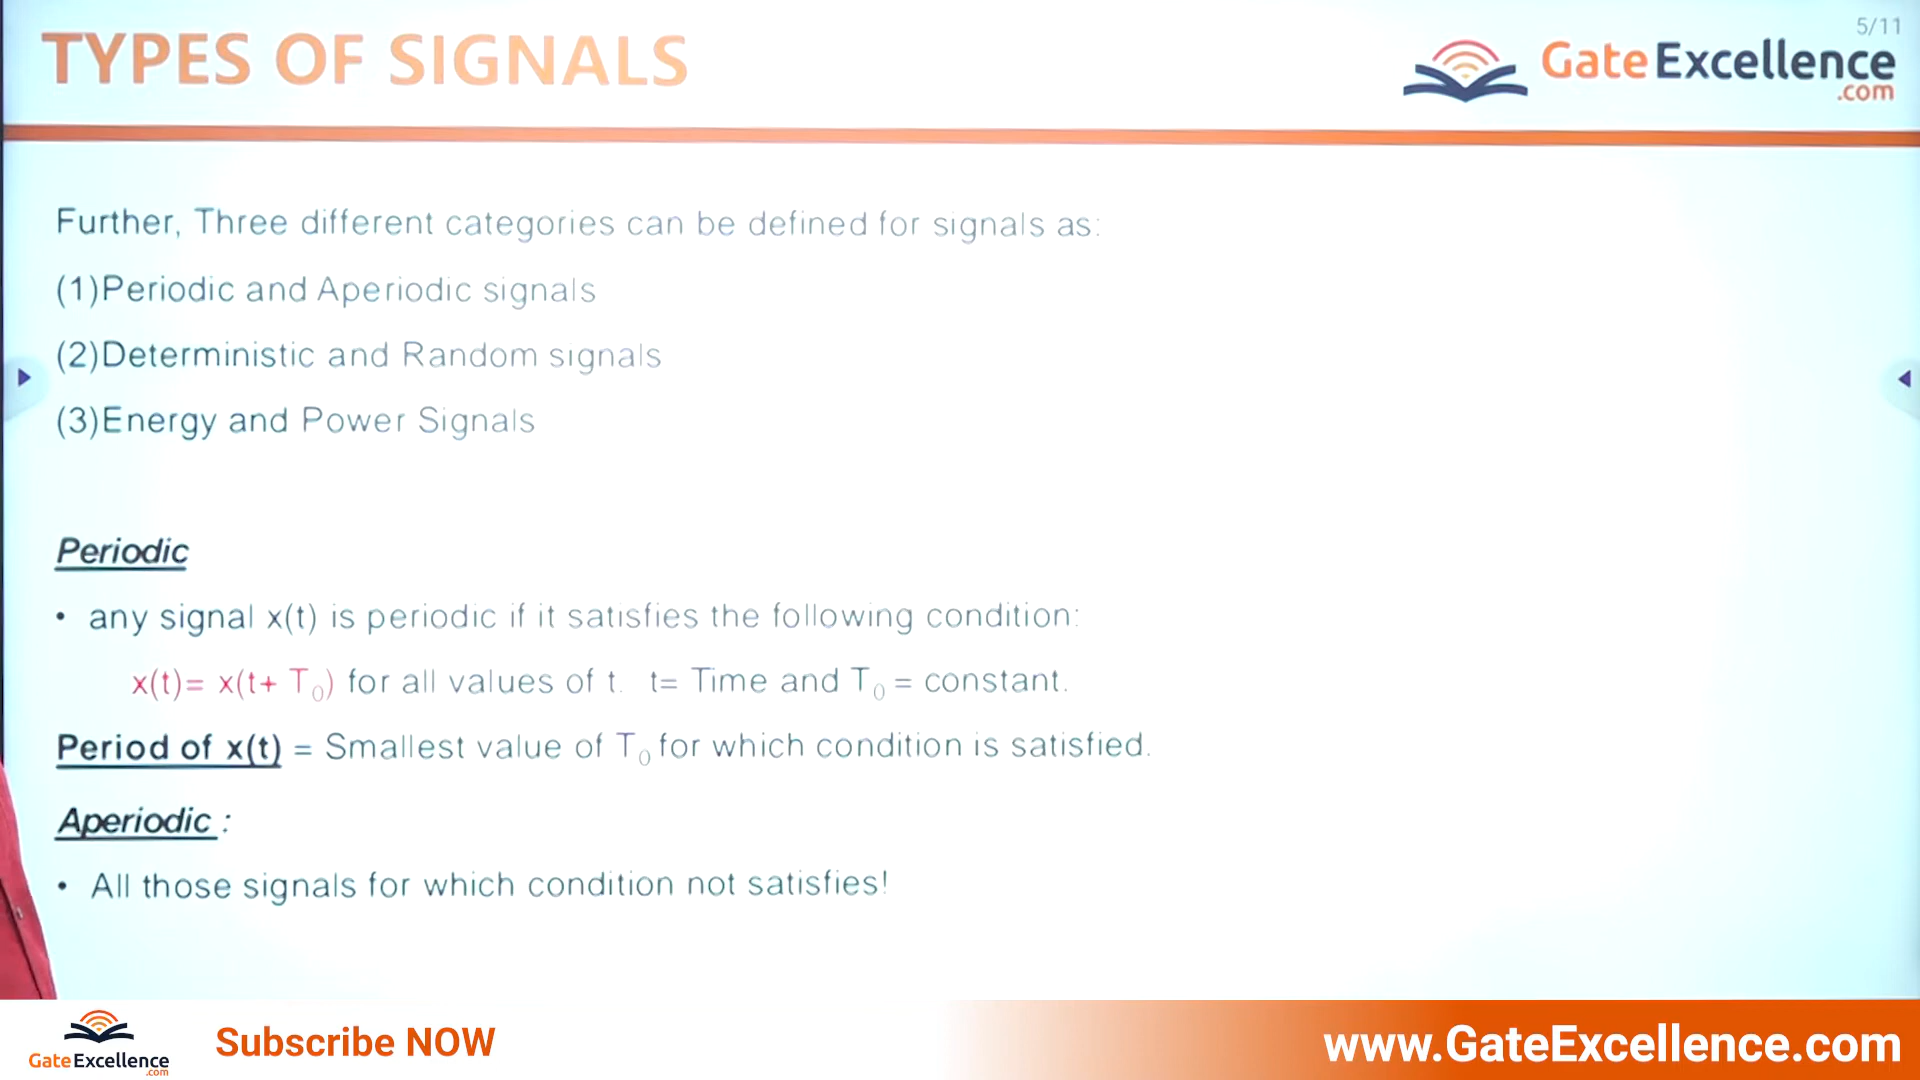 5/11
TYPES OF SIGNALS
GateExcellence
.com
Further, Three different categories can be defined for signals as:
(1)Periodic and Aperiodic signals
(2)Deterministic and Random signals
(3)Energy and Power Signals
Periodic
• any signal x(t) is periodic if it satisfies the following condition:
x(t)= x(t+ T₀) for all values of t. t= Time and T₀ = constant.
Period of x(t) = Smallest value of T₀ for which condition is satisfied.
Aperiodic :
• All those signals for which condition not satisfies!
GateExcellence
.com
Subscribe NOW
www.GateExcellence.com